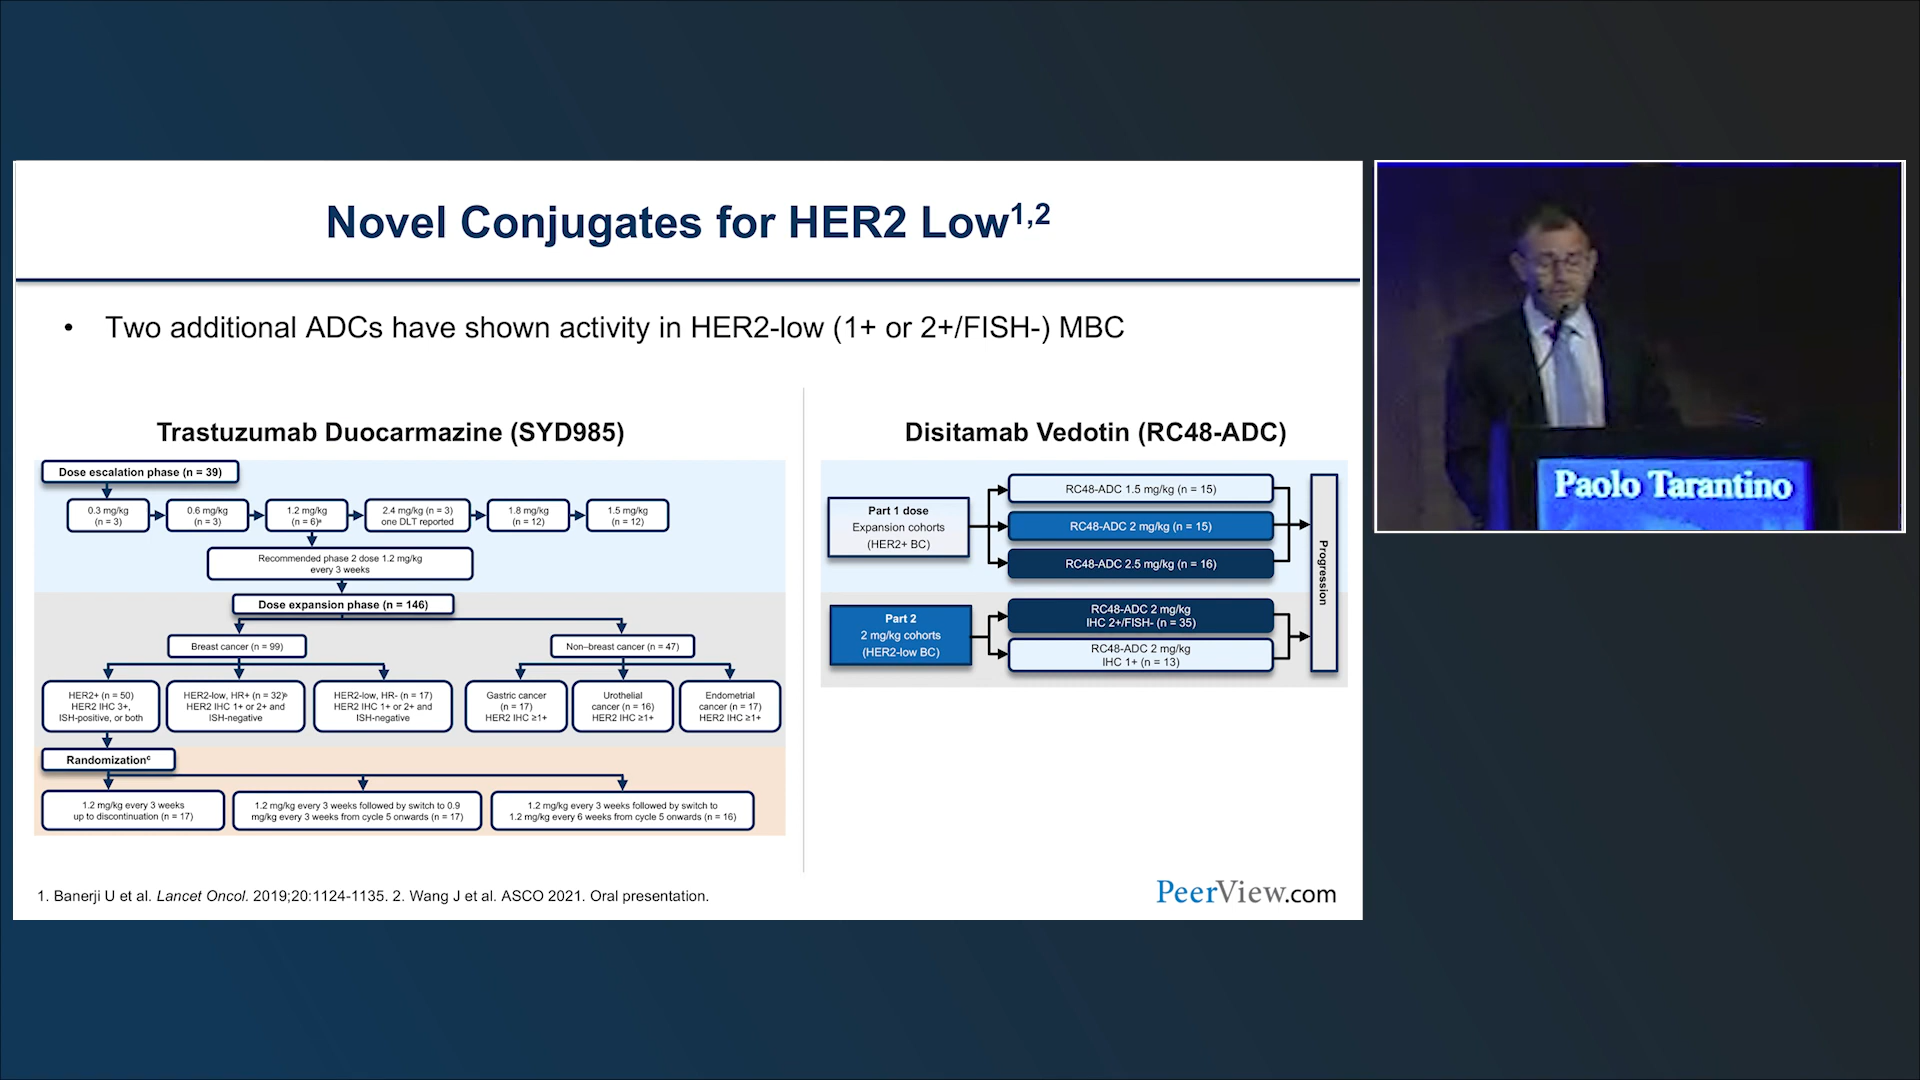 Novel Conjugates for HER2 Low1,2
• Two additional ADCs have shown activity in HER2-low (1+ or 2+/FISH-) MBC
Trastuzumab Duocarmazine (SYD985)
Dose escalation phase (n = 39)
0.3 mg/kg
(n = 3)
0.6 mg/kg
(n = 3)
1.2 mg/kg
(n = 6)a
2.4 mg/kg (n = 3)
one DLT reported
1.8 mg/kg
(n = 12)
1.5 mg/kg
(n = 12)
Recommended phase 2 dose 1.2 mg/kg
every 3 weeks
Dose expansion phase (n = 146)
Breast cancer (n = 99)
Non–breast cancer (n = 47)
HER2+ (n = 50)
HER2 IHC 3+,
ISH-positive, or both
HER2-low, HR+ (n = 32)b
HER2 IHC 1+ or 2+ and
ISH-negative
HER2-low, HR- (n = 17)
HER2 IHC 1+ or 2+ and
ISH-negative
Gastric cancer
(n = 17)
HER2 IHC ≥1+
Urothelial
cancer (n = 16)
HER2 IHC ≥1+
Endometrial
cancer (n = 17)
HER2 IHC ≥1+
Randomizationc
1.2 mg/kg every 3 weeks
up to discontinuation (n = 17)
1.2 mg/kg every 3 weeks followed by switch to 0.9
mg/kg every 3 weeks from cycle 5 onwards (n = 17)
1.2 mg/kg every 3 weeks followed by switch to
1.2 mg/kg every 6 weeks from cycle 5 onwards (n = 16)
Disitamab Vedotin (RC48-ADC)
Part 1 dose
Expansion cohorts
(HER2+ BC)
RC48-ADC 1.5 mg/kg (n = 15)
RC48-ADC 2 mg/kg (n = 15)
RC48-ADC 2.5 mg/kg (n = 16)
Part 2
2 mg/kg cohorts
(HER2-low BC)
RC48-ADC 2 mg/kg
IHC 2+/FISH- (n = 35)
RC48-ADC 2 mg/kg
IHC 1+ (n = 13)
Progression
1. Banerji U et al. Lancet Oncol. 2019;20:1124-1135. 2. Wang J et al. ASCO 2021. Oral presentation.
PeerView.com
Paolo Tarantino